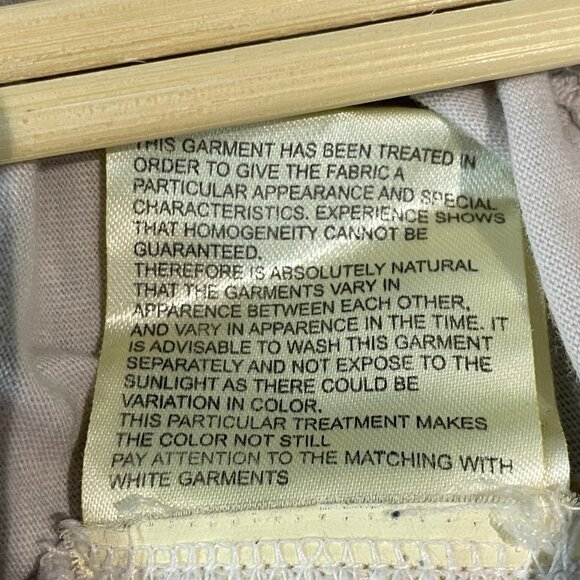 THIS GARMENT HAS BEEN TREATED IN
ORDER TO GIVE THE FABRIC A
PARTICULAR APPEARANCE AND SPECIAL
CHARACTERISTICS. EXPERIENCE SHOWS
THAT HOMOGENEITY CANNOT BE
GUARANTEED.
THEREFORE IS ABSOLUTELY NATURAL
THAT THE GARMENTS VARY IN
APPARENCE BETWEEN EACH OTHER,
AND VARY IN APPARENCE IN THE TIME. IT
IS ADVISABLE TO WASH THIS GARMENT
SEPARATELY AND NOT EXPOSE TO THE
SUNLIGHT AS THERE COULD BE
VARIATION IN COLOR.
THIS PARTICULAR TREATMENT MAKES
THE COLOR NOT STILL
PAY ATTENTION TO THE MATCHING WITH
WHITE GARMENTS